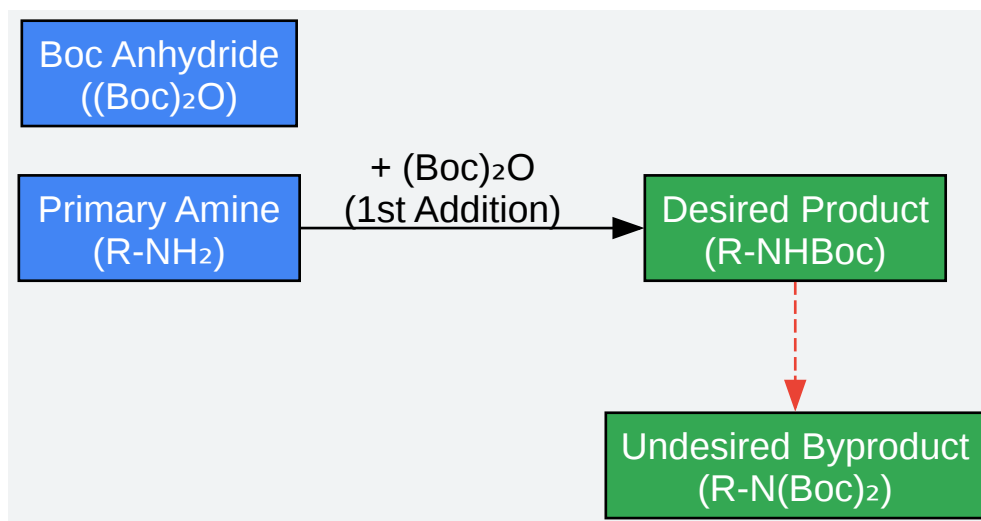 Boc Anhydride
((Boc)₂O)
Primary Amine
(R-NH₂)
+ (Boc)₂O
(1st Addition)
Desired Product
(R-NHBoc)
Undesired Byproduct
(R-N(Boc)₂)